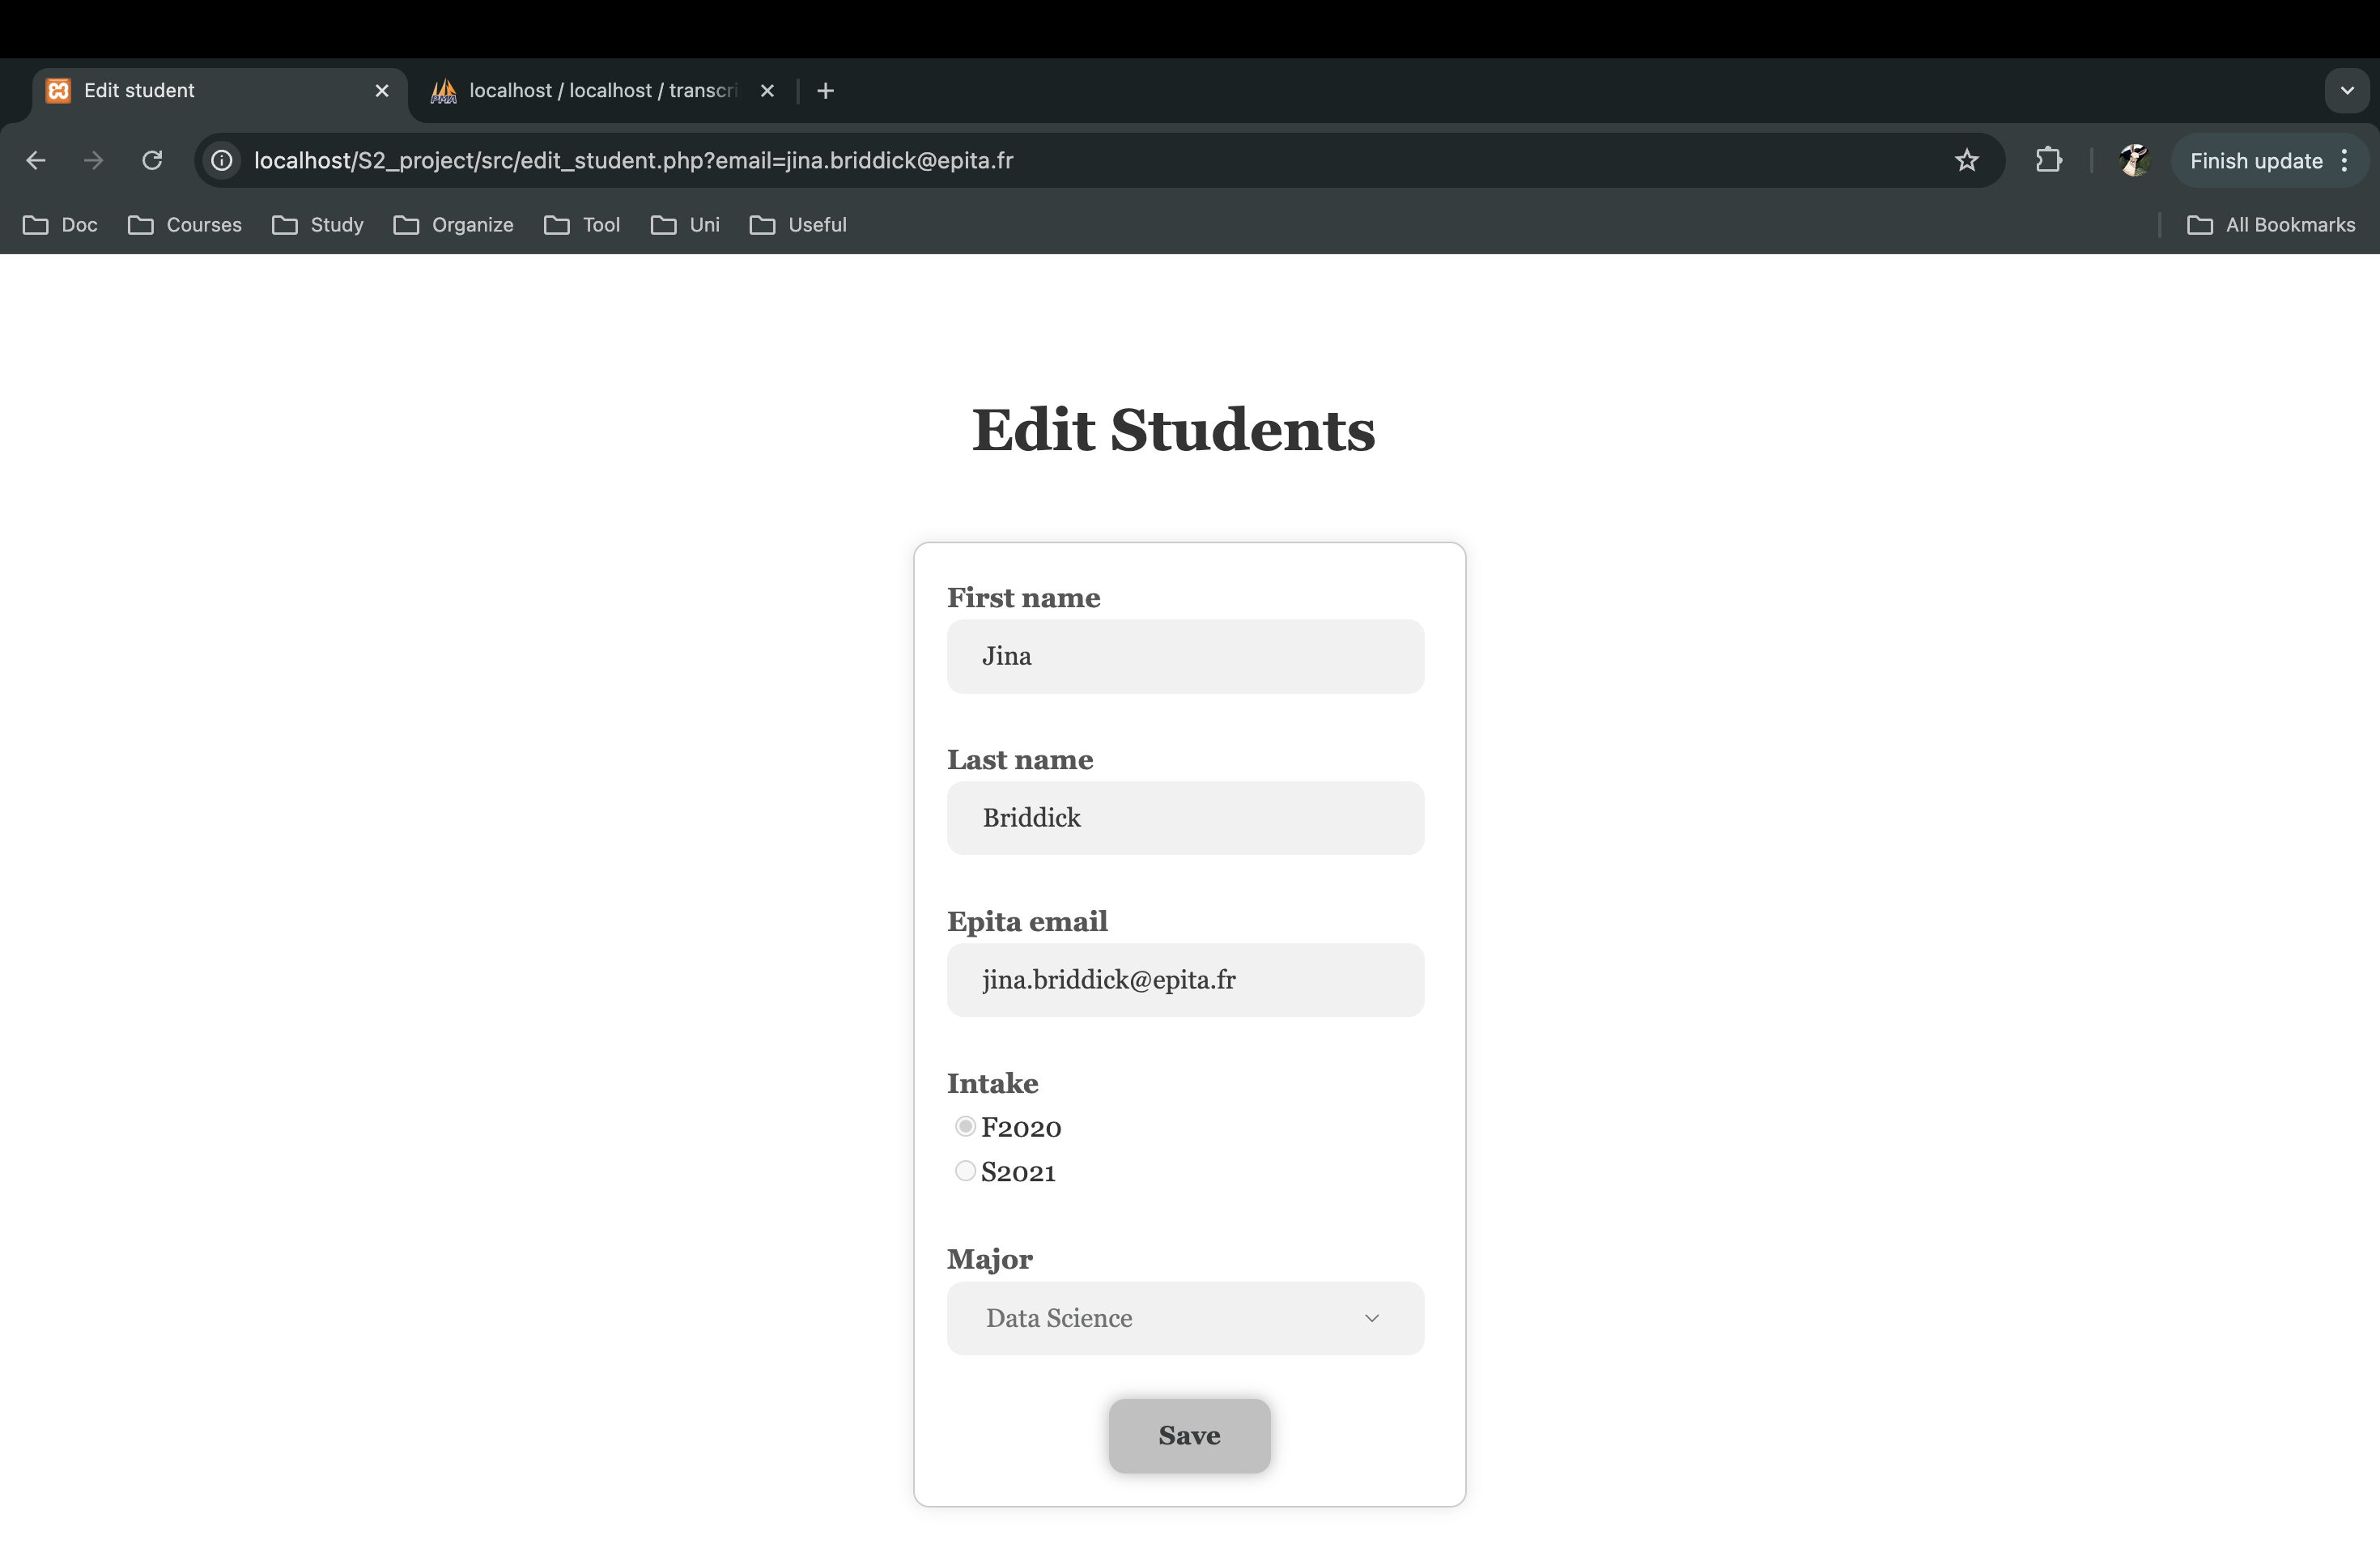 Edit student
localhost / localhost / transcri
localhost/S2_project/src/edit_student.php?email=jina.briddick@epita.fr
Finish update
Doc Courses Study Organize Tool Uni Useful All Bookmarks
Edit Students
First name
Jina
Last name
Briddick
Epita email
jina.briddick@epita.fr
Intake
F2020
S2021
Major
Data Science
Save